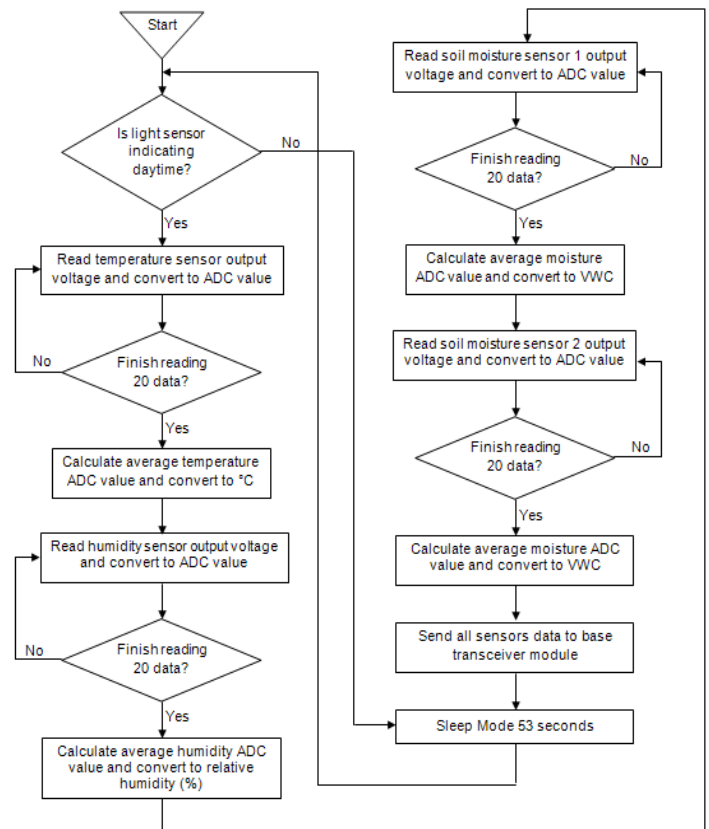 Start
Is light sensor
indicating
daytime?
No
Yes
Read temperature sensor output
voltage and convert to ADC value
Finish reading
20 data?
No
Yes
Calculate average temperature
ADC value and convert to °C
Read humidity sensor output voltage
and convert to ADC value
Finish reading
20 data?
No
Yes
Calculate average humidity ADC
value and convert to relative
humidity (%)
Read soil moisture sensor 1 output
voltage and convert to ADC value
Finish reading
20 data?
No
Yes
Calculate average moisture
ADC value and convert to VWC
Read soil moisture sensor 2 output
voltage and convert to ADC value
Finish reading
20 data?
No
Yes
Calculate average moisture ADC
value and convert to VWC
Send all sensors data to base
transceiver module
Sleep Mode 53 seconds